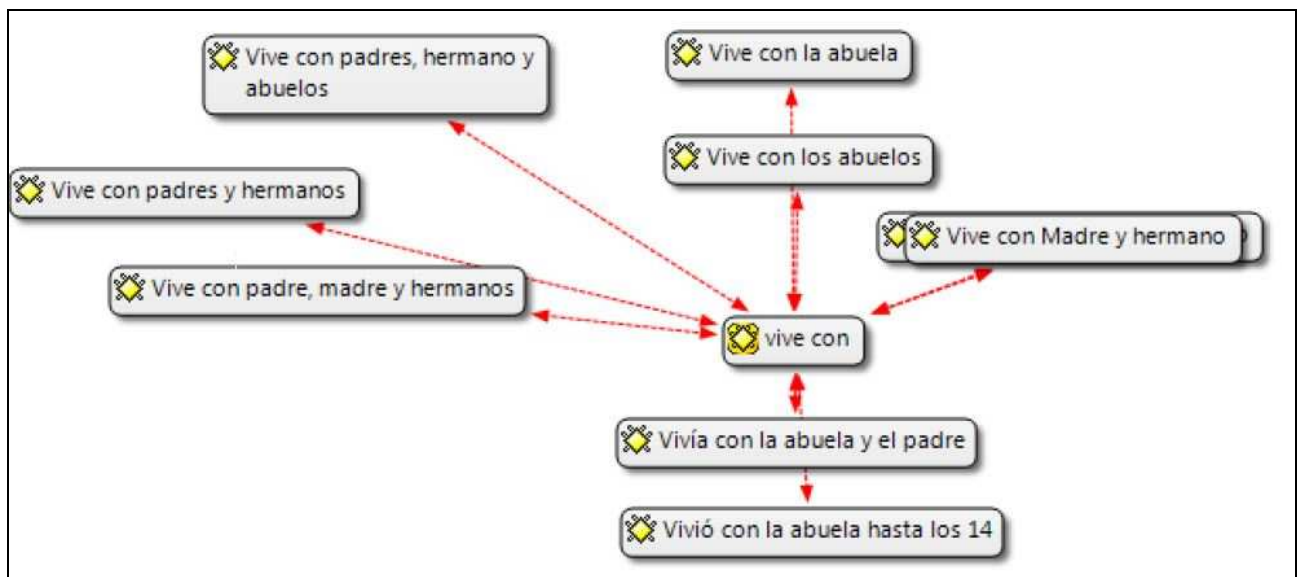 Vive con padres, hermano y
abuelos
Vive con la abuela
Vive con los abuelos
Vive con padres y hermanos
Vive con Madre y hermano
Vive con padre, madre y hermanos
vive con
Vivía con la abuela y el padre
Vivió con la abuela hasta los 14